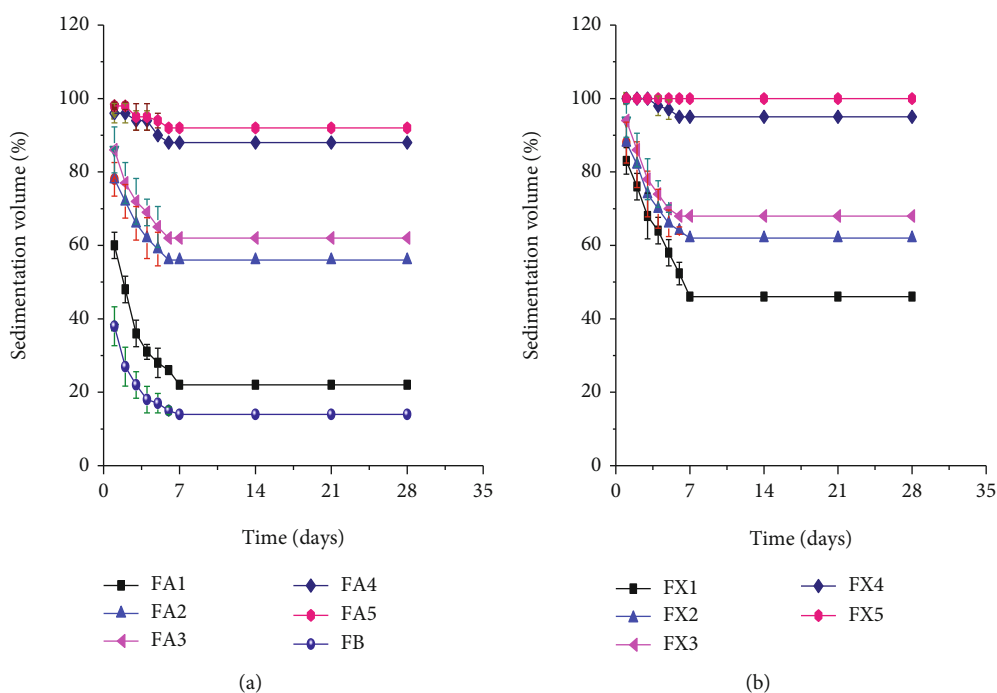 120
100
80
60
40
20
0
Sedimentation volume (%)
0 7 14 21 28 35
Time (days)
FA1
FA2
FA3
FA4
FA5
FB
(a)
120
100
80
60
40
20
0
Sedimentation volume (%)
0 7 14 21 28 35
Time (days)
FX1
FX2
FX3
FX4
FX5
(b)